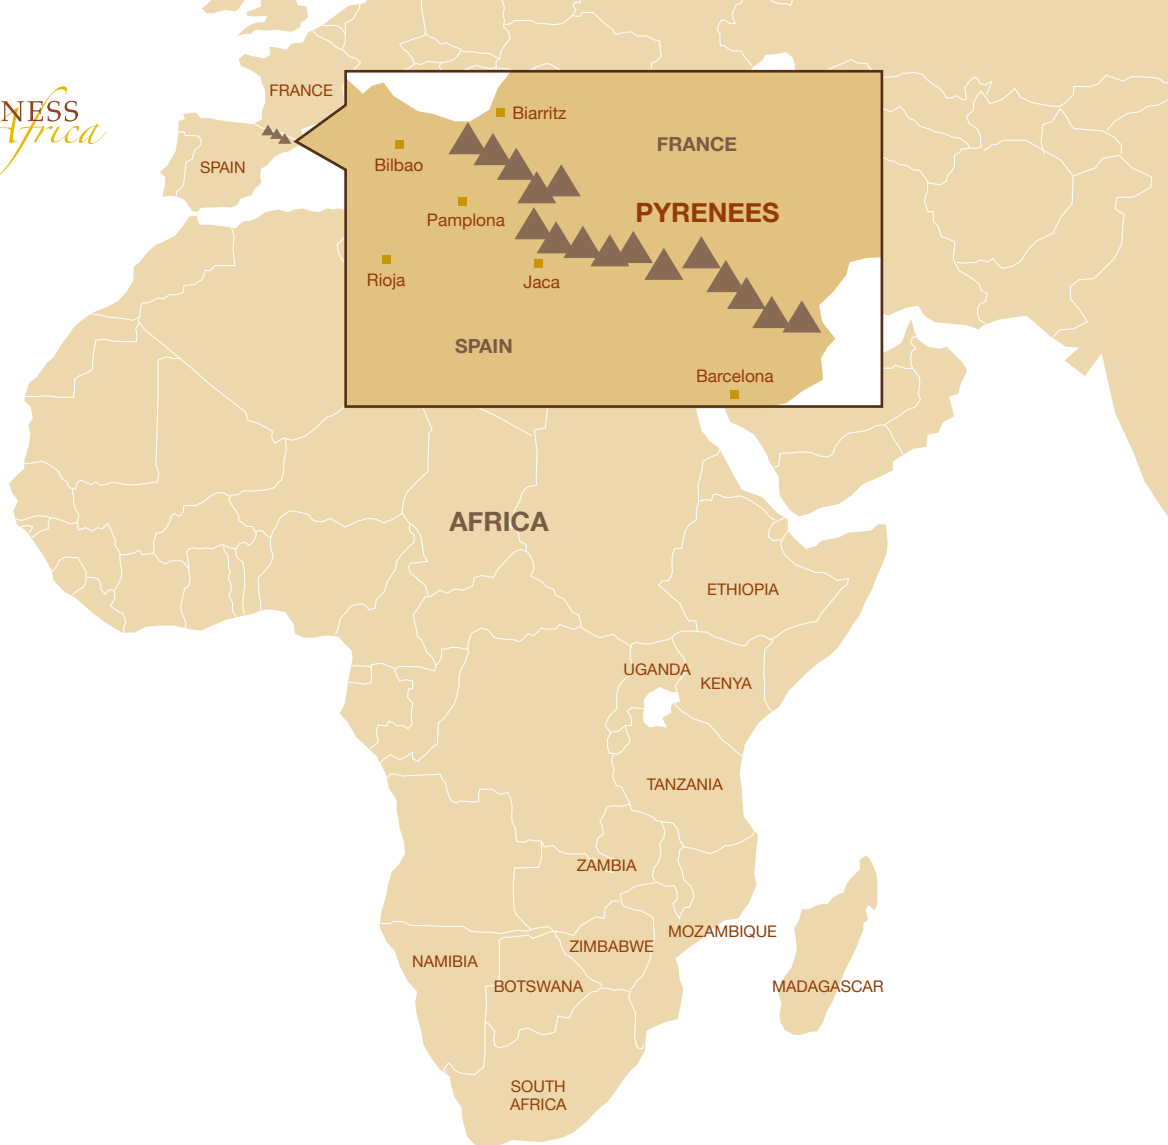 FRANCE
NESS
Africa
SPAIN
Biarritz
FRANCE
Bilbao
PYRENEES
Pamplona
Rioja
Jaca
SPAIN
Barcelona
AFRICA
ETHIOPIA
UGANDA
KENYA
TANZANIA
ZAMBIA
MOZAMBIQUE
ZIMBABWE
NAMIBIA
BOTSWANA
MADAGASCAR
SOUTH
AFRICA